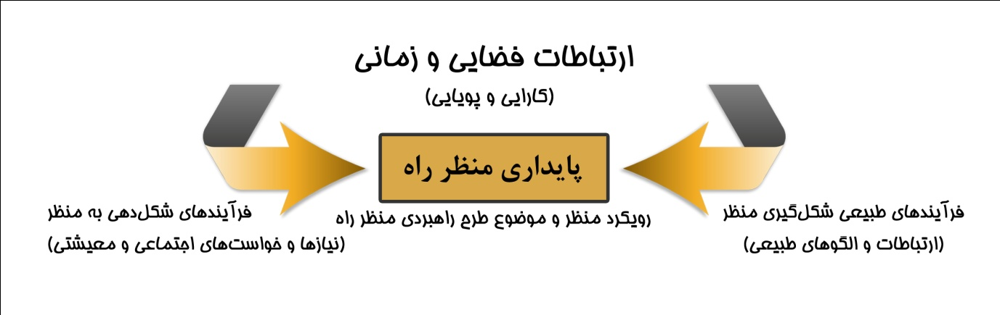 ارتباطات فضایی و زمانی
(کارایی و پویایی)
پایداری منظر راه
رویکرد منظر و موضوع طرح راهبردی منظر راه
فرآیندهای طبیعی شکل‌گیری منظر
(ارتباطات و الگوهای طبیعی)
فرآیندهای شکل‌دهی به منظر
(نیازها و خواست‌های اجتماعی و معیشتی)